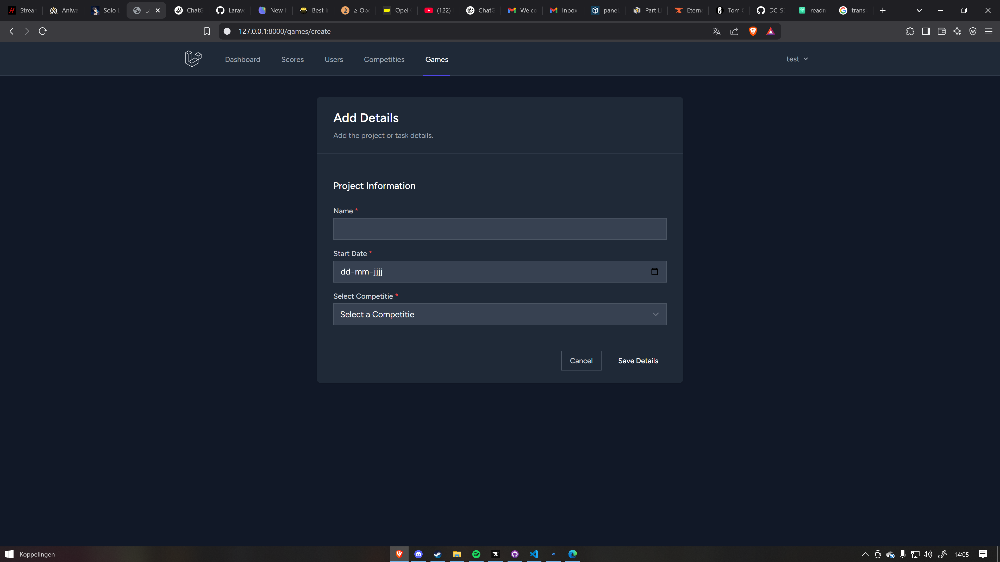 Strear
Aniwa
Solo L
La
ChatG
Larave
New f
Best I
≥ Ope
Opel
(122)
ChatG
Welco
Inbox
panel.
Part Li
Eterna
Tom C
DC-SI
readn
transl
127.0.0.1:8000/games/create
Dashboard
Scores
Users
Competities
Games
test
Add Details
Add the project or task details.
Project Information
Name *
Start Date *
dd-mm-jjjj
Select Competitie *
Select a Competitie
Cancel
Save Details
Koppelingen
14:05